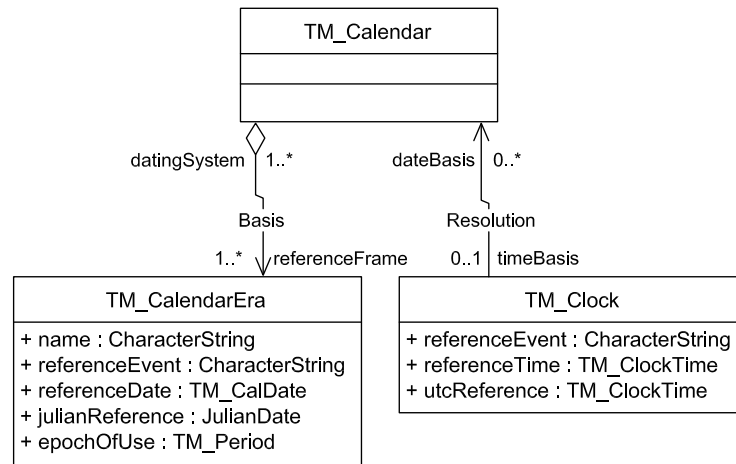 TM_Calendar
datingSystem 1..*
dateBasis 0..*
Basis
Resolution
1..* referenceFrame
0..1 timeBasis
TM_CalendarEra
+ name : CharacterString
+ referenceEvent : CharacterString
+ referenceDate : TM_CalDate
+ julianReference : JulianDate
+ epochOfUse : TM_Period
TM_Clock
+ referenceEvent : CharacterString
+ referenceTime : TM_ClockTime
+ utcReference : TM_ClockTime